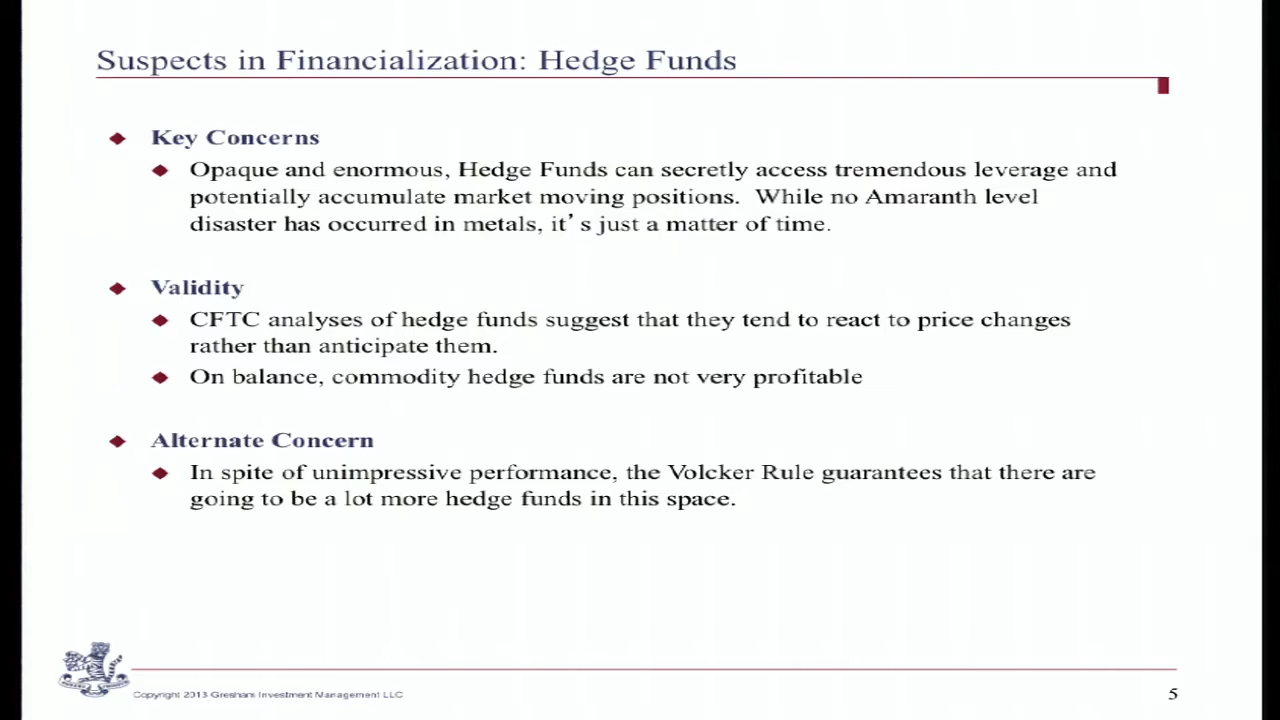 Suspects in Financialization: Hedge Funds
Key Concerns
Opaque and enormous, Hedge Funds can secretly access tremendous leverage and
potentially accumulate market moving positions. While no Amaranth level
disaster has occurred in metals, it’s just a matter of time.
Validity
CFTC analyses of hedge funds suggest that they tend to react to price changes
rather than anticipate them.
On balance, commodity hedge funds are not very profitable
Alternate Concern
In spite of unimpressive performance, the Volcker Rule guarantees that there are
going to be a lot more hedge funds in this space.
Copyright 2013 Gresham Investment Management LLC
5